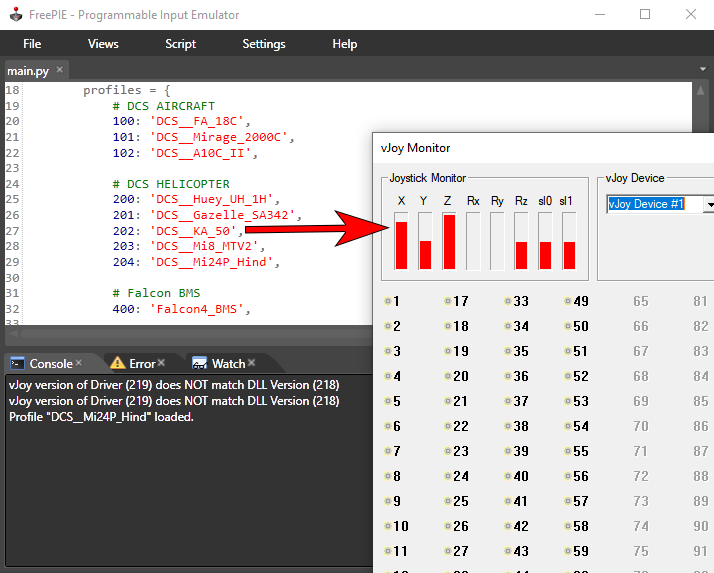 FreePIE - Programmable Input Emulator
File Views Script Settings Help
main.py
18 profiles = {
19 # DCS AIRCRAFT
20 100: 'DCS__FA_18C',
21 101: 'DCS__Mirage_2000C',
22 102: 'DCS__A10C_II',
23
24 # DCS HELICOPTER
25 200: 'DCS__Huey_UH_1H',
26 201: 'DCS__Gazelle_SA342',
27 202: 'DCS__KA_50',
28 203: 'DCS__Mi8_MTV2',
29 204: 'DCS__Mi24P_Hind',
30
31 # Falcon BMS
32 400: 'Falcon4_BMS',
33
Console Error Watch
vJoy version of Driver (219) does NOT match DLL Version (218)
vJoy version of Driver (219) does NOT match DLL Version (218)
Profile "DCS__Mi24P_Hind" loaded.
vJoy Monitor
Joystick Monitor
X Y Z Rx Ry Rz sl0 sl1
vJoy Device
vJoy Device #1
1 17 33 49 65 81
2 18 34 50 66 82
3 19 35 51 67 83
4 20 36 52 68 84
5 21 37 53 69 85
6 22 38 54 70 86
7 23 39 55 71 87
8 24 40 56 72 88
9 25 41 57 73 89
10 26 42 58 74 90
11 27 43 59 75 91